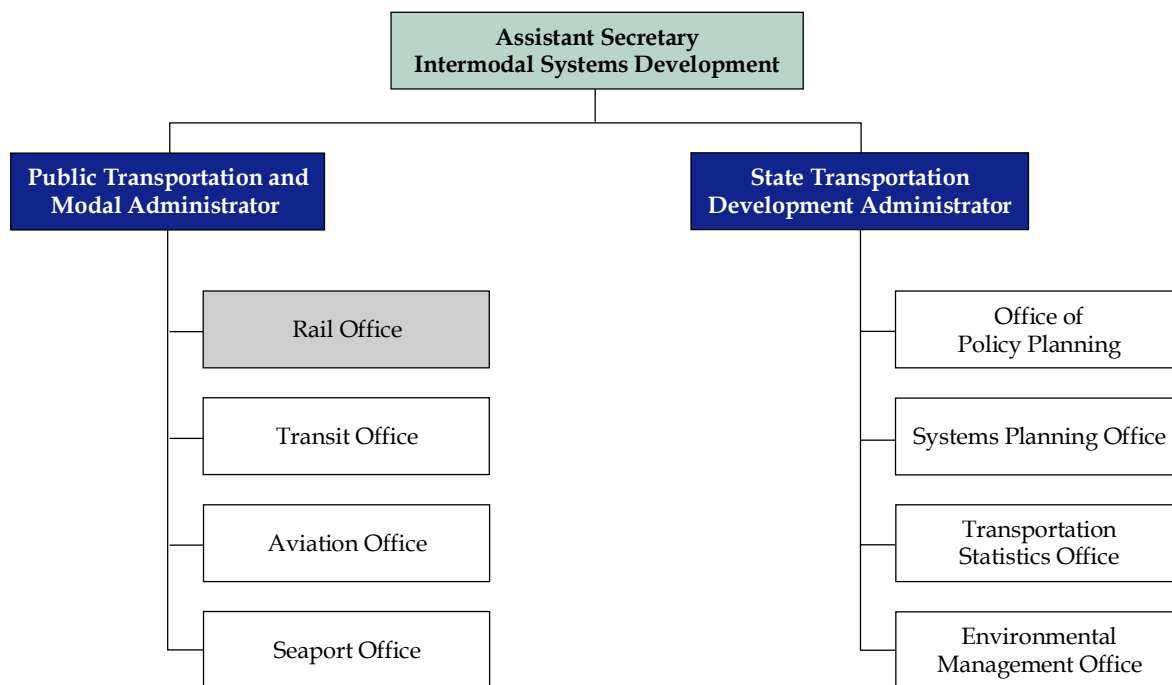 Assistant Secretary
Intermodal Systems Development
Public Transportation and
Modal Administrator
State Transportation
Development Administrator
Rail Office
Transit Office
Aviation Office
Seaport Office
Office of
Policy Planning
Systems Planning Office
Transportation
Statistics Office
Environmental
Management Office